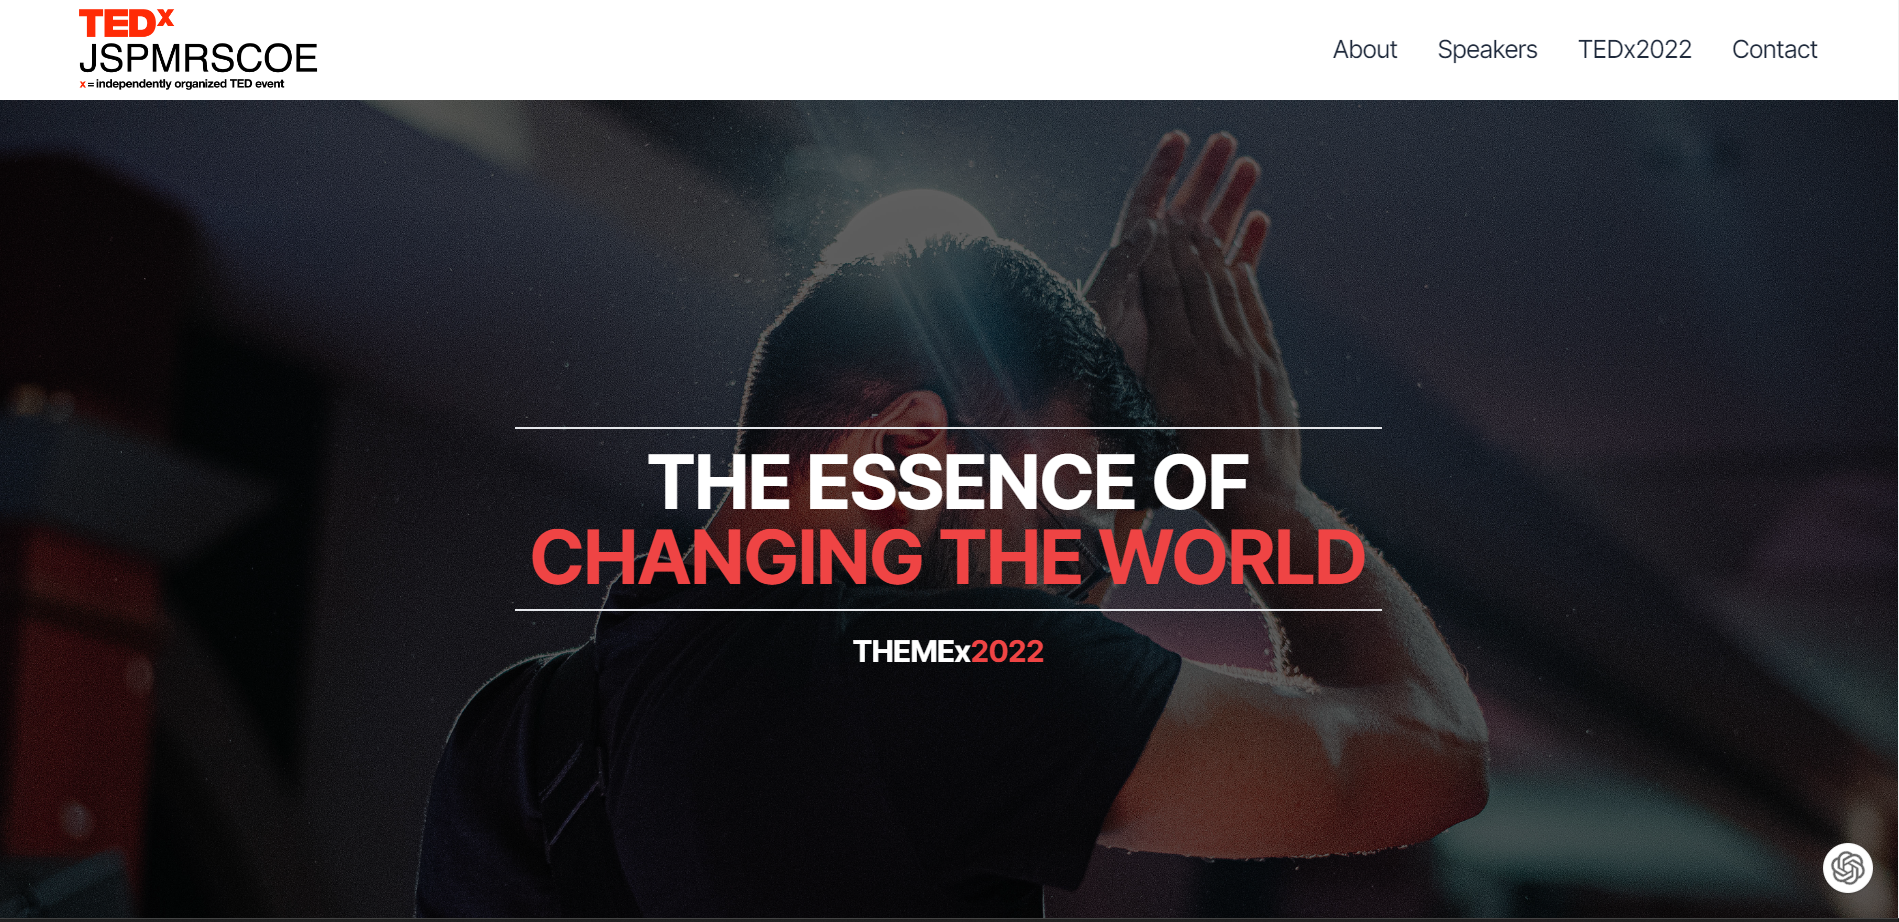 TEDx
JSPMRSCOE
x = independently organized TED event
About Speakers TEDx2022 Contact
THE ESSENCE OF
CHANGING THE WORLD
THEMEx2022